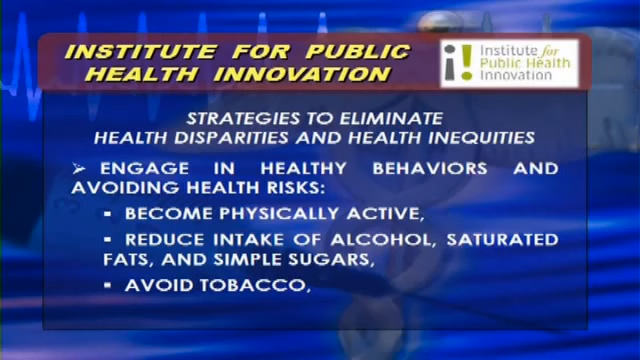 INSTITUTE FOR PUBLIC
HEALTH INNOVATION
i! Institute for
Public Health
Innovation
STRATEGIES TO ELIMINATE
HEALTH DISPARITIES AND HEALTH INEQUITIES
➢ ENGAGE IN HEALTHY BEHAVIORS AND
AVOIDING HEALTH RISKS:
▪ BECOME PHYSICALLY ACTIVE,
▪ REDUCE INTAKE OF ALCOHOL, SATURATED
FATS, AND SIMPLE SUGARS,
▪ AVOID TOBACCO,